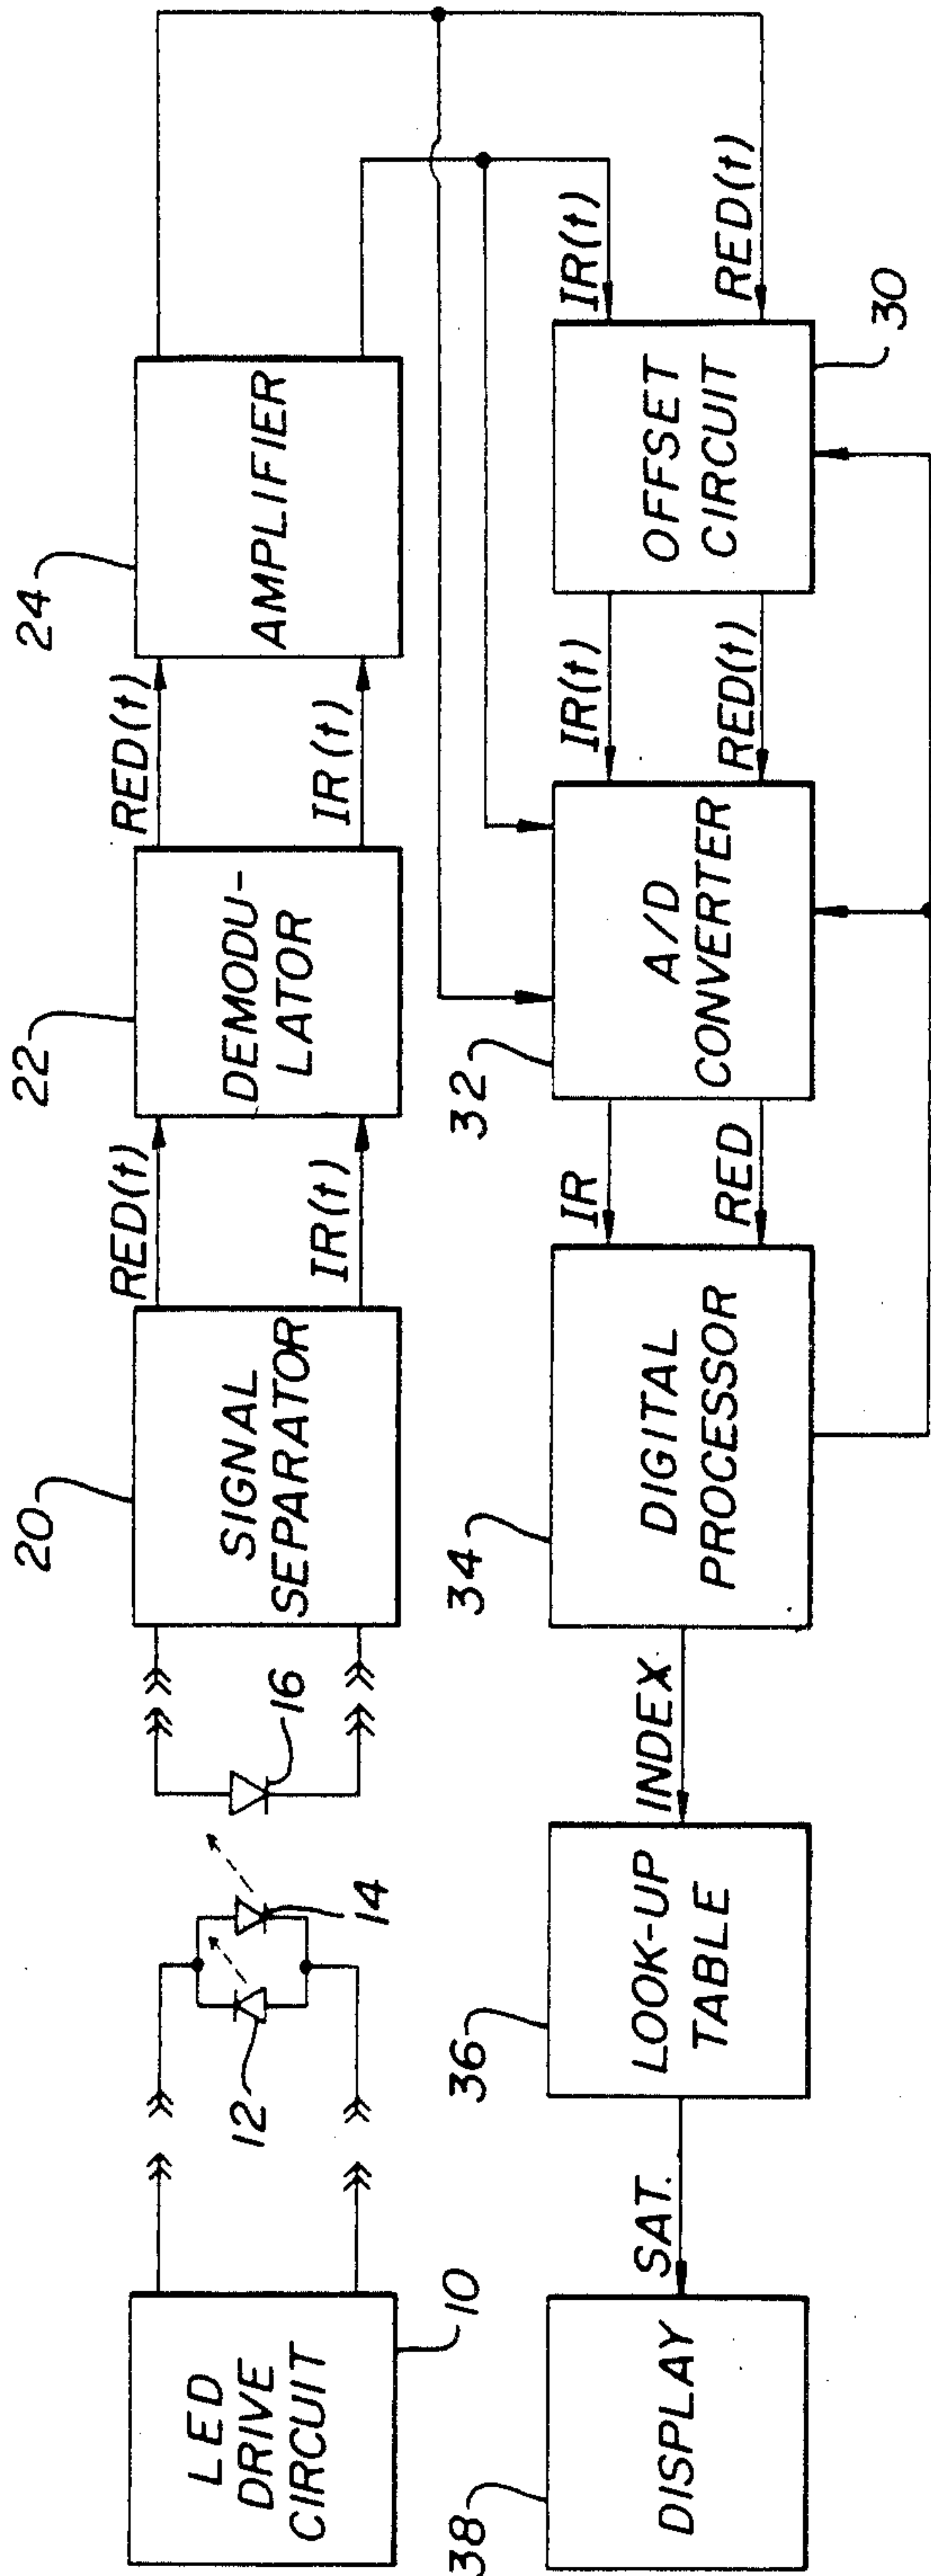 LED
DRIVE
CIRCUIT
10
12
14
16
20
SIGNAL
SEPARATOR
RED(t)
IR(t)
22
DEMODU-
LATOR
RED(t)
IR(t)
24
AMPLIFIER
38
DISPLAY
SAT.
36
LOOK-UP
TABLE
INDEX
34
DIGITAL
PROCESSOR
IR
RED
32
A/D
CONVERTER
IR(t)
RED(t)
OFFSET
CIRCUIT
30
IR(t)
RED(t)